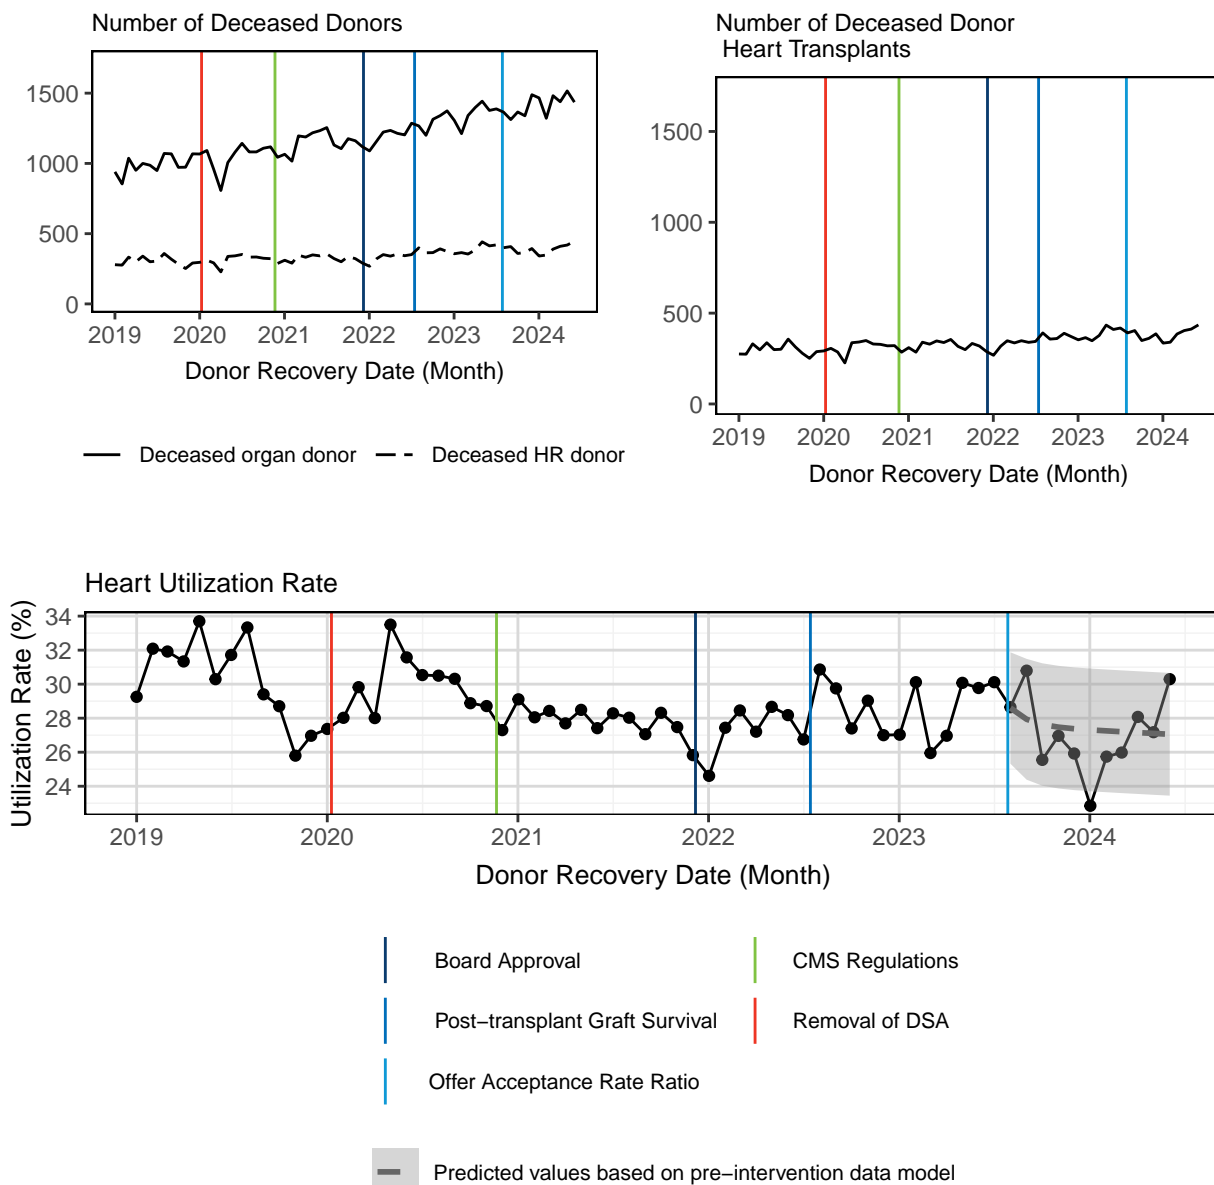 Number of Deceased Donors
1500
1000
500
0
2019 2020 2021 2022 2023 2024
Donor Recovery Date (Month)
Deceased organ donor Deceased HR donor
Number of Deceased Donor
Heart Transplants
1500
1000
500
0
2019 2020 2021 2022 2023 2024
Donor Recovery Date (Month)
Heart Utilization Rate
Utilization Rate (%)
34
32
30
28
26
24
2019 2020 2021 2022 2023 2024
Donor Recovery Date (Month)
Board Approval
Post−transplant Graft Survival
Offer Acceptance Rate Ratio
CMS Regulations
Removal of DSA
Predicted values based on pre−intervention data model